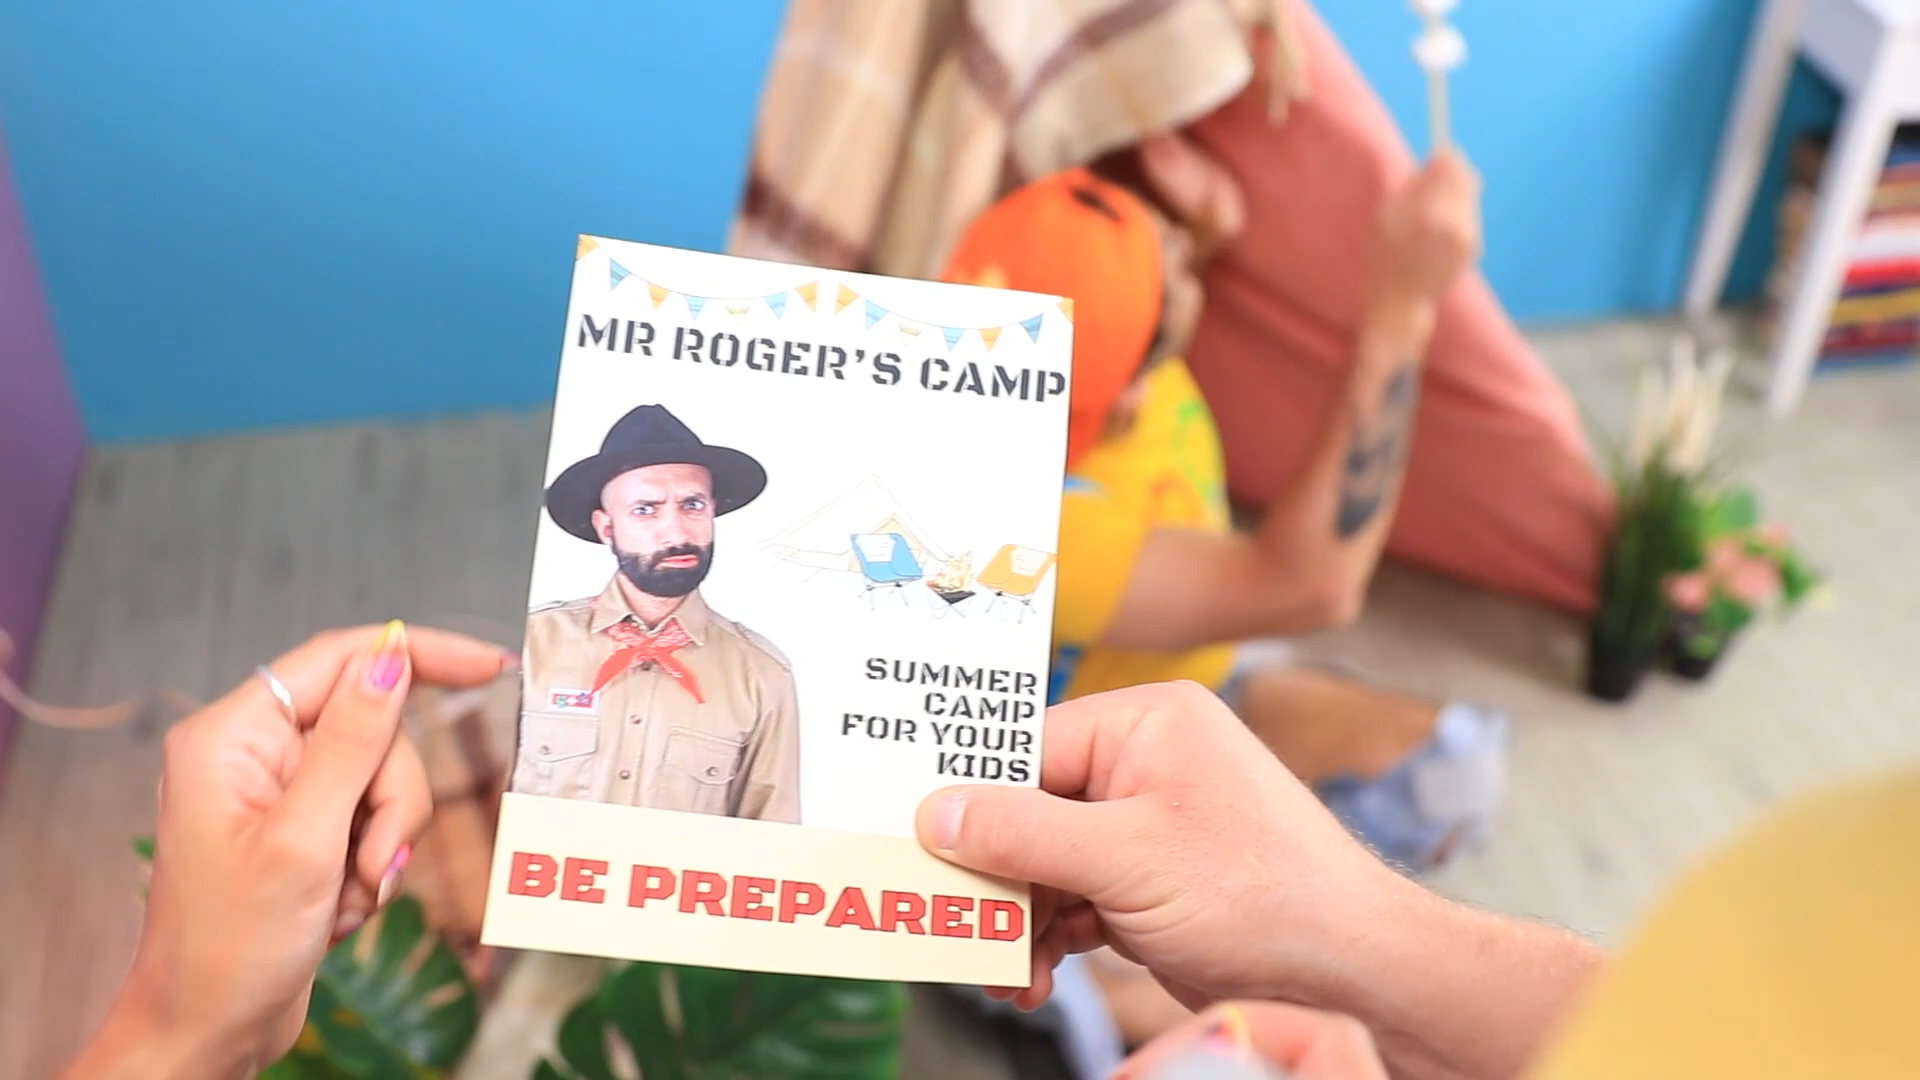 MR ROGER'S CAMP
SUMMER
CAMP
FOR YOUR
KIDS
BE PREPARED